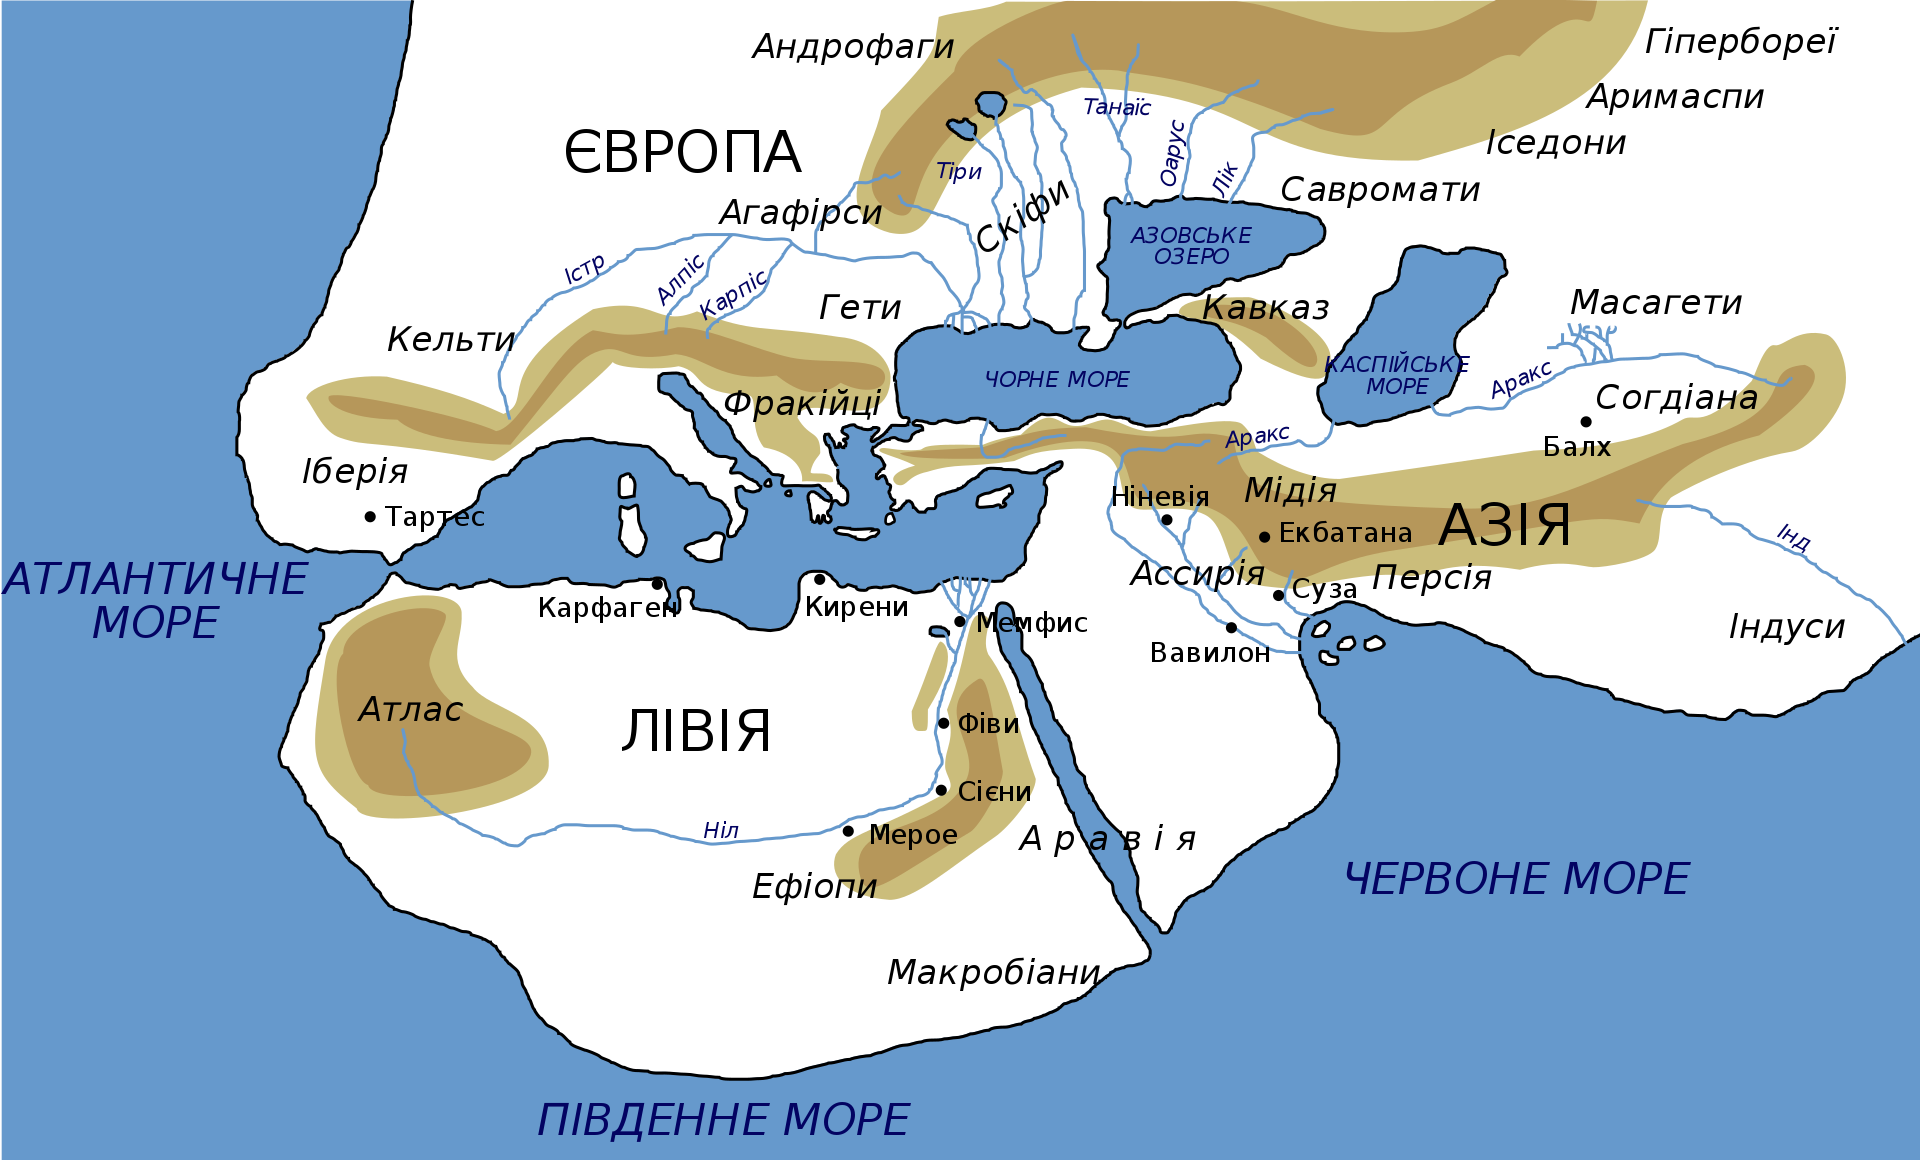 Андрофаги
Гіпербореї
Аримаспи
Іседони
Танаїс
Оарус
Лік
ЄВРОПА
Тіри
Савромати
Агафірси
Скіфи
АЗОВСЬКЕ
ОЗЕРО
Істр
Алпіс
Карпіс
Гети
Кавказ
Масагети
Кельти
ЧОРНЕ МОРЕ
КАСПІЙСЬКЕ
МОРЕ
Аракс
Согдіана
Фракійці
Аракс
Балх
Іберія
Тартес
Ніневія
Мідія
Екбатана
АЗІЯ
Інд
АТЛАНТИЧНЕ
МОРЕ
Ассирія
Суза
Персія
Карфаген
Кирени
Мемфис
Вавилон
Індуси
Атлас
ЛІВІЯ
Фіви
Сієни
Ніл
Мерое
Аравія
Ефіопи
ЧЕРВОНЕ МОРЕ
Макробіани
ПІВДЕННЕ МОРЕ